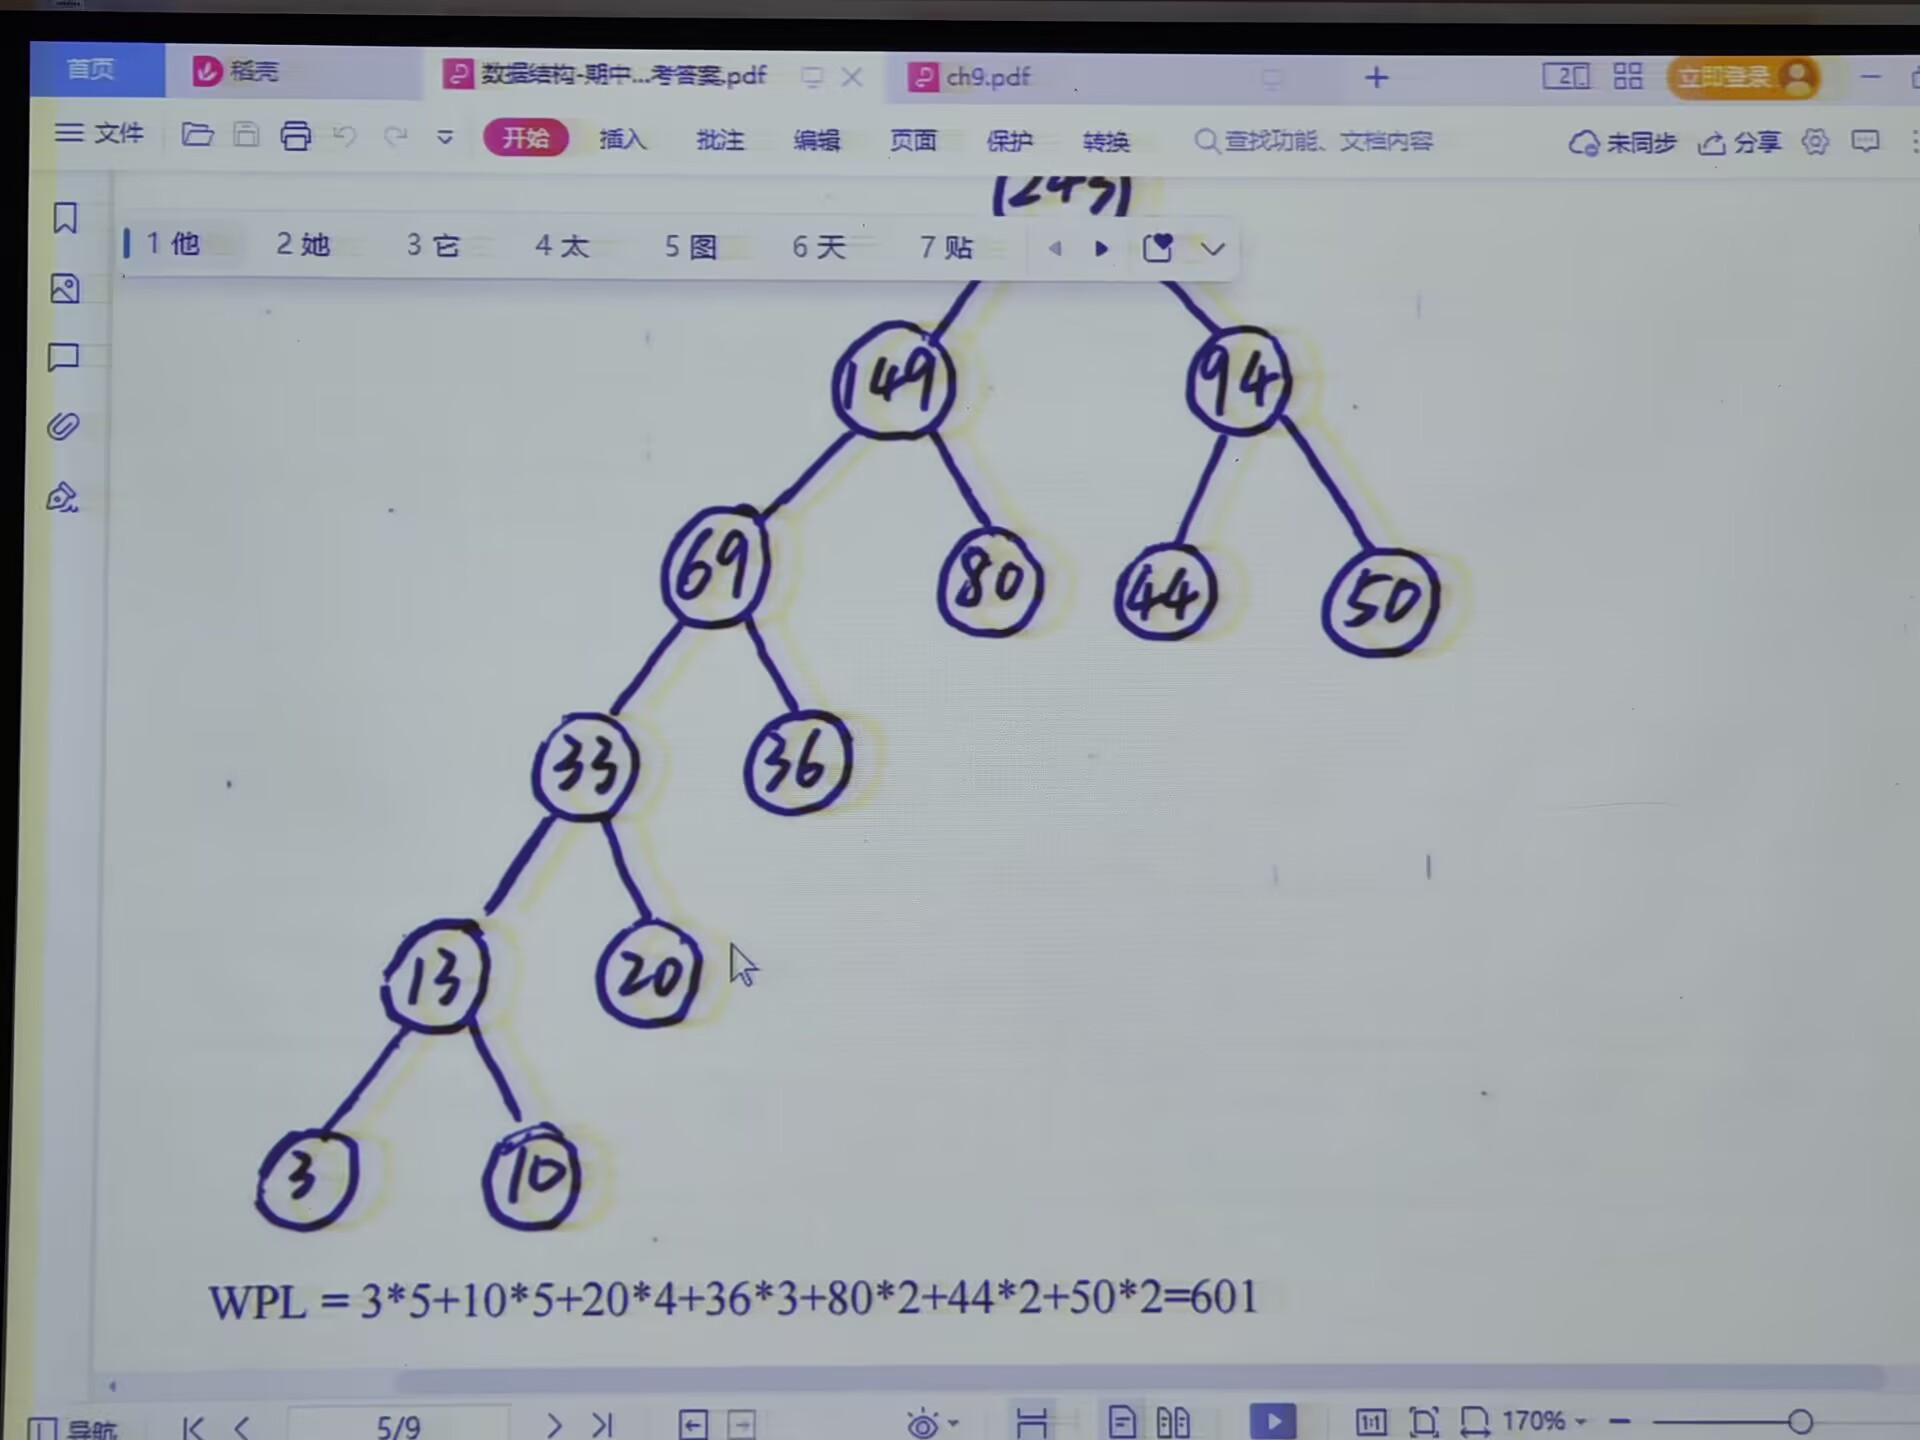 首页 稻壳 数据结构-期中...考答案.pdf ch9.pdf 立即登录
文件 开始 插入 批注 编辑 页面 保护 转换 查找功能、文档内容 未同步 分享
1 他 2 她 3 它 4 太 5 图 6 天 7 贴
149 94
69 80 44 50
33 36
13 20
3 10
WPL = 3*5+10*5+20*4+36*3+80*2+44*2+50*2=601
导航 5/9 1:1 170%